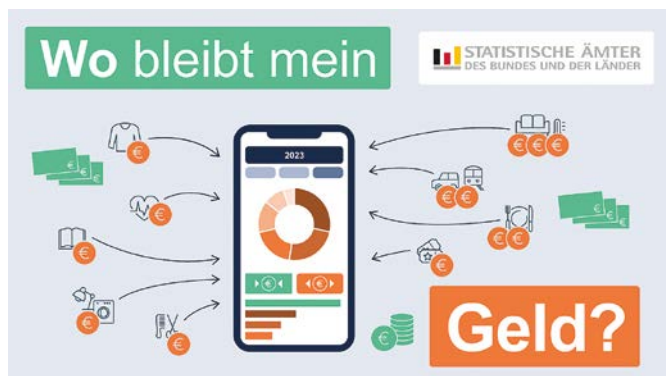 Wo bleibt mein
STATISTISCHE ÄMTER
DES BUNDES UND DER LÄNDER
2023
Geld?